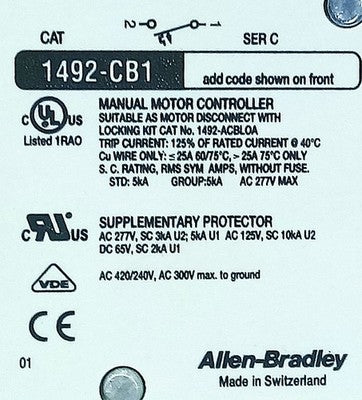 2 1
CAT SER C
1492-CB1 add code shown on front
MANUAL MOTOR CONTROLLER
SUITABLE AS MOTOR DISCONNECT WITH
LOCKING KIT CAT No. 1492-ACBLOA
TRIP CURRENT: 125% OF RATED CURRENT @ 40°C
Cu WIRE ONLY: ≤ 25A 60/75°C, > 25A 75°C ONLY
S. C. RATING, RMS SYM AMPS, WITHOUT FUSE.
STD: 5kA GROUP:5kA AC 277V MAX
C UL US
Listed 1RAO
SUPPLEMENTARY PROTECTOR
AC 277V, SC 3kA U2; 5kA U1 AC 125V, SC 10kA U2
DC 65V, SC 2kA U1
c RU US
VDE
AC 420/240V, AC 300V max. to ground
CE
01
Allen-Bradley
Made in Switzerland